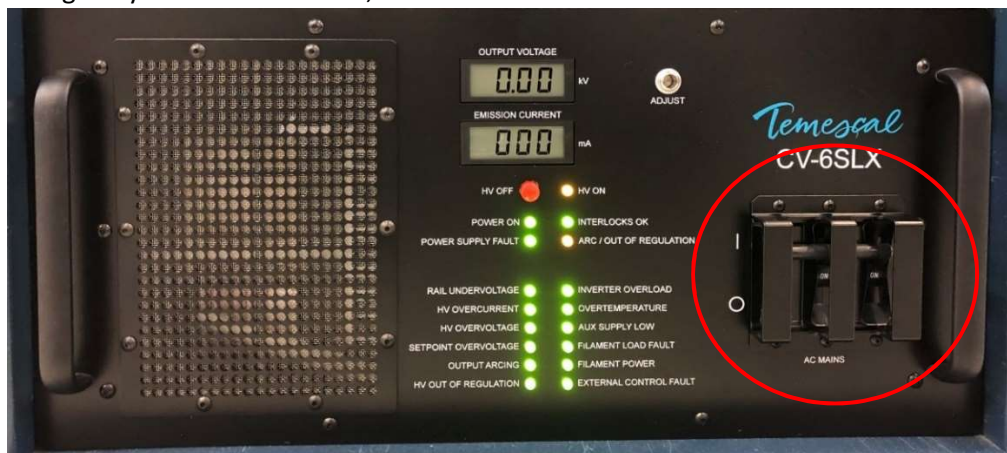 OUTPUT VOLTAGE
0.00 kV
ADJUST
EMISSION CURRENT
000 mA
Temescal
CV-6SLX
HV OFF HV ON
POWER ON INTERLOCKS OK
POWER SUPPLY FAULT ARC / OUT OF REGULATION
I
RAIL UNDERVOLTAGE INVERTER OVERLOAD
ON ON
HV OVERCURRENT OVERTEMPERATURE
O
HV OVERVOLTAGE AUX SUPPLY LOW
SETPOINT OVERVOLTAGE FILAMENT LOAD FAULT
OUTPUT ARCING FILAMENT POWER
AC MAINS
HV OUT OF REGULATION EXTERNAL CONTROL FAULT